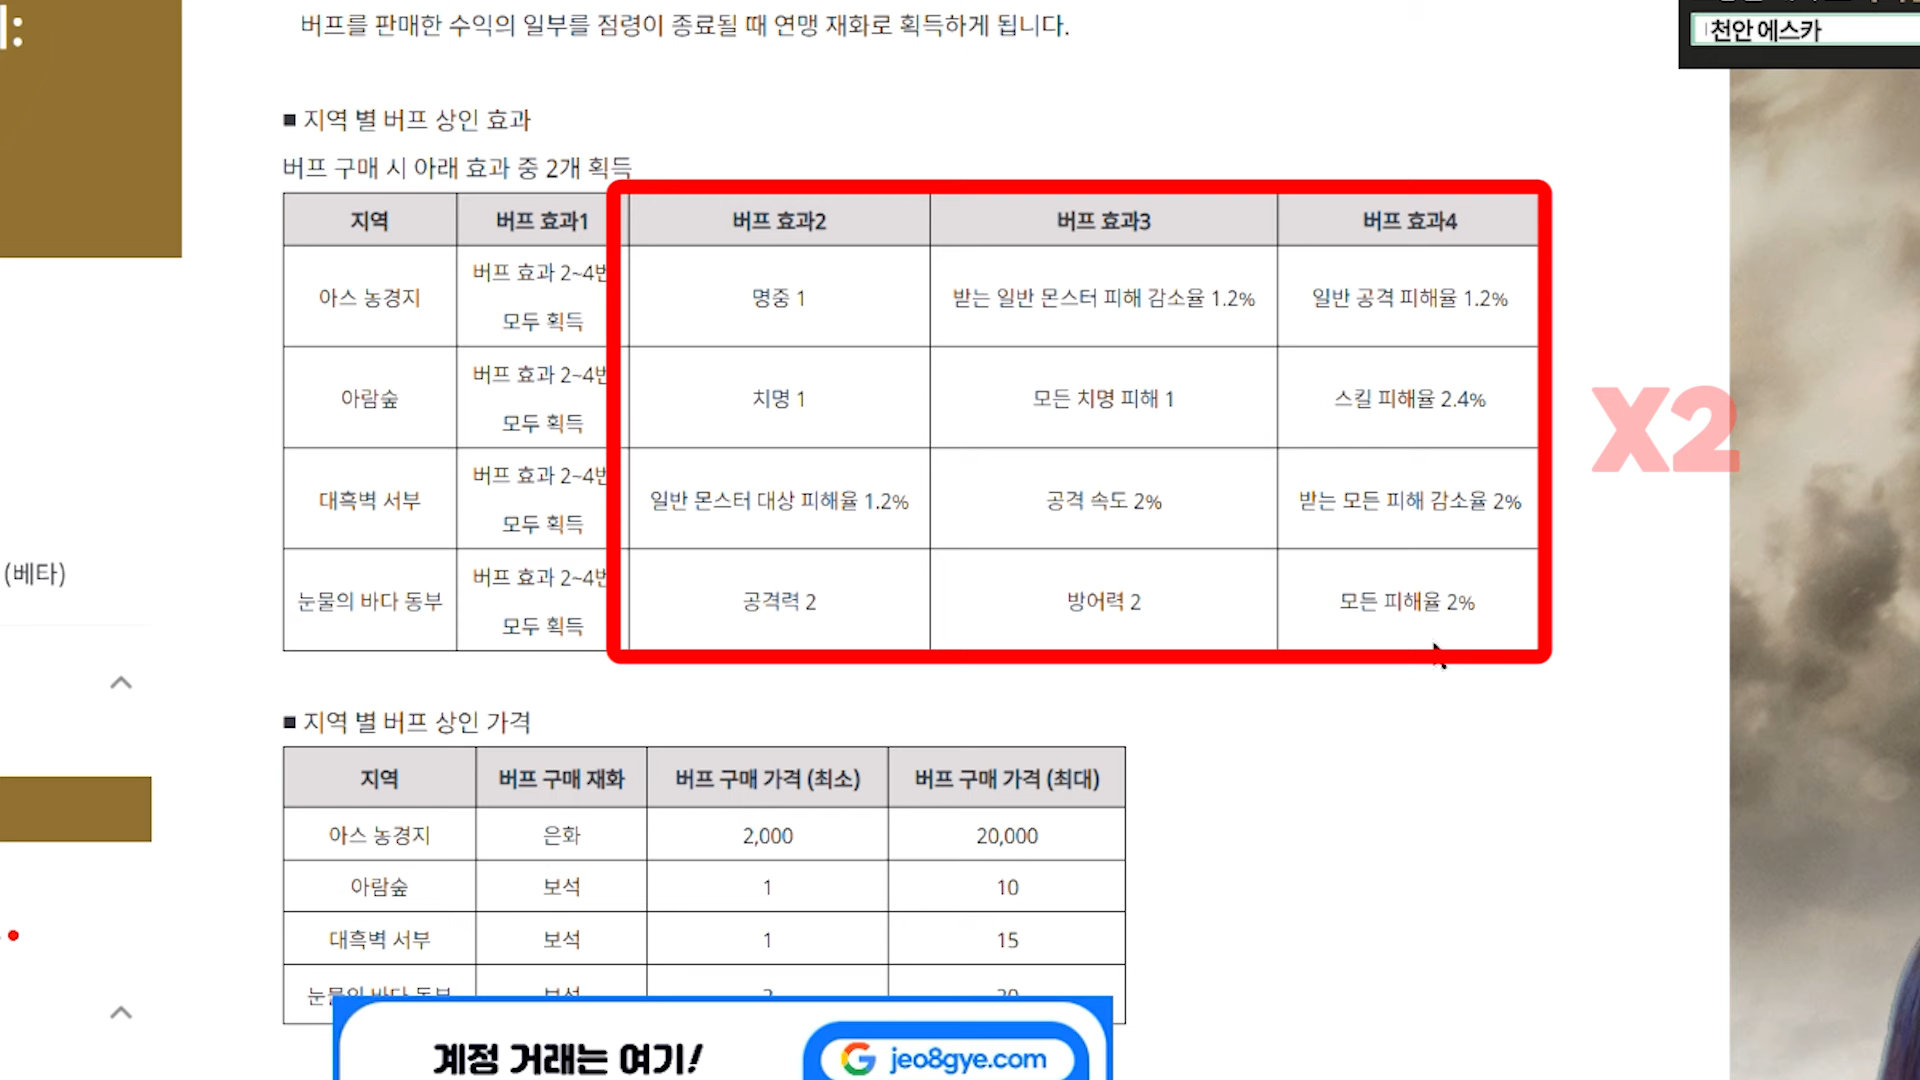 버프를 판매한 수익의 일부를 점령이 종료될 때 연맹 재화로 획득하게 됩니다.
천안 에스카
■ 지역 별 버프 상인 효과
버프 구매 시 아래 효과 중 2개 획득
지역 버프 효과1 버프 효과2 버프 효과3 버프 효과4
아스 농경지 버프 효과 2~4번 모두 획득 명중 1 받는 일반 몬스터 피해 감소율 1.2% 일반 공격 피해율 1.2%
아람숲 버프 효과 2~4번 모두 획득 치명 1 모든 치명 피해 1 스킬 피해율 2.4%
대흑벽 서부 버프 효과 2~4번 모두 획득 일반 몬스터 대상 피해율 1.2% 공격 속도 2% 받는 모든 피해 감소율 2%
눈물의 바다 동부 버프 효과 2~4번 모두 획득 공격력 2 방어력 2 모든 피해율 2%
X2
(베타)
■ 지역 별 버프 상인 가격
지역 버프 구매 재화 버프 구매 가격 (최소) 버프 구매 가격 (최대)
아스 농경지 은화 2,000 20,000
아람숲 보석 1 10
대흑벽 서부 보석 1 15
눈물의 바다 동부 보석
계정 거래는 여기!
jeo8gye.com